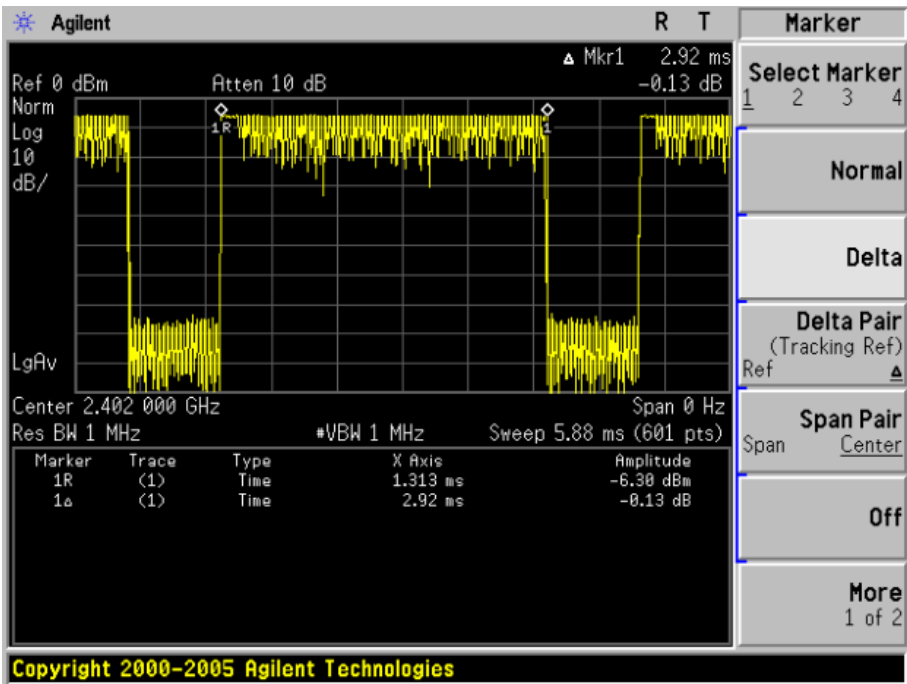 Agilent R T
Δ Mkr1 2.92 ms
Ref 0 dBm Atten 10 dB -0.13 dB
Norm
Log
10
dB/
1R
1
LgAv
Center 2.402 000 GHz Span 0 Hz
Res BW 1 MHz #VBW 1 MHz Sweep 5.88 ms (601 pts)
Marker Trace Type X Axis Amplitude
1R (1) Time 1.313 ms -6.30 dBm
1Δ (1) Time 2.92 ms -0.13 dB
Marker
Select Marker
1 2 3 4
Normal
Delta
Delta Pair
(Tracking Ref)
Ref Δ
Span Pair
Span Center
Off
More
1 of 2
Copyright 2000-2005 Agilent Technologies